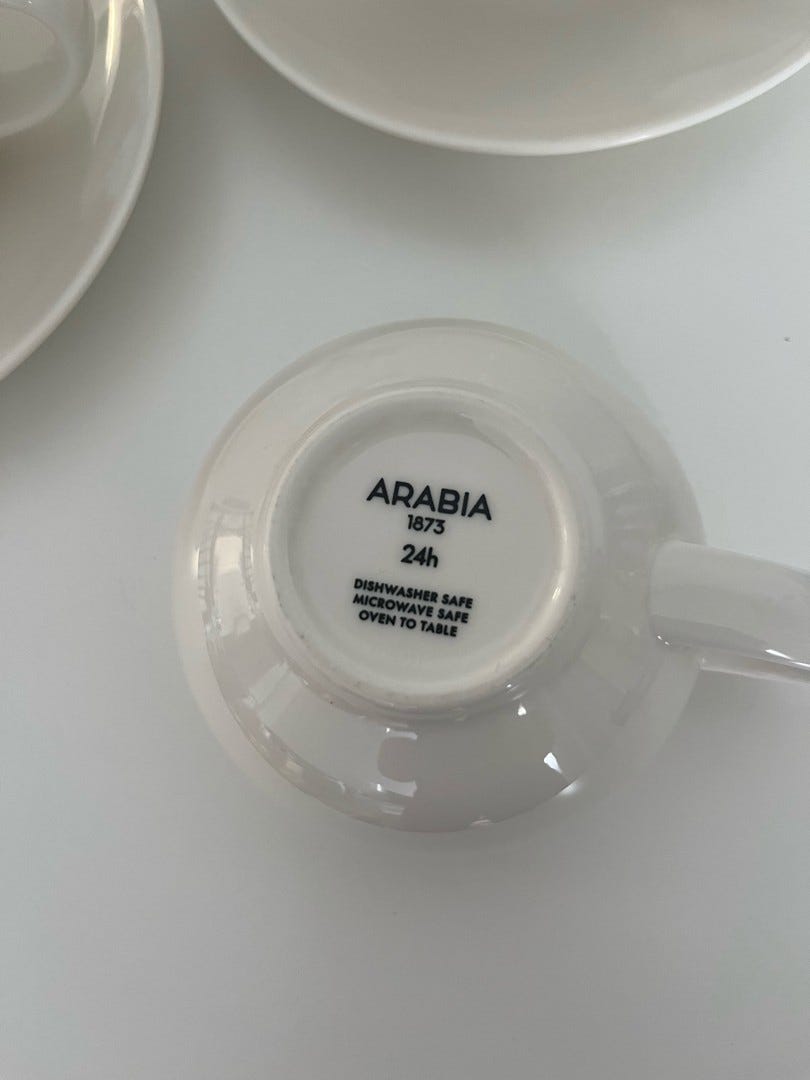 ARABIA
1873
24h
DISHWASHER SAFE
MICROWAVE SAFE
OVEN TO TABLE